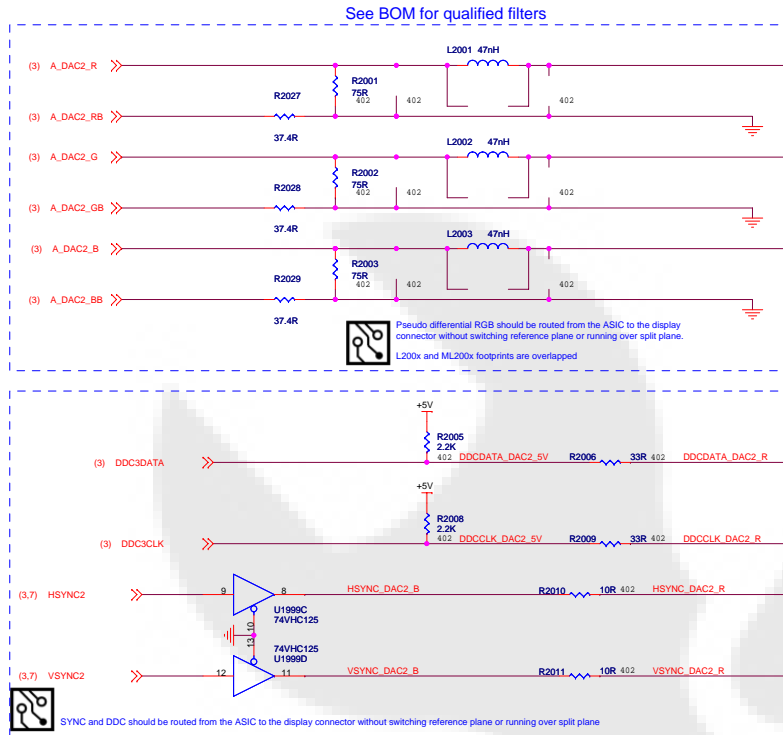 See BOM for qualified filters
L2001 47nH
(3) A_DAC2_R
R2001
75R
R2027
402 402 402
(3) A_DAC2_RB
37.4R
L2002 47nH
(3) A_DAC2_G
R2002
75R
R2028
402 402 402
(3) A_DAC2_GB
37.4R
L2003 47nH
(3) A_DAC2_B
R2003
75R
R2029
402 402 402
(3) A_DAC2_BB
37.4R
Pseudo differential RGB should be routed from the ASIC to the display
connector without switching reference plane or running over split plane.
L200x and ML200x footprints are overlapped
+5V
R2005
2.2K
(3) DDC3DATA
402 DDCDATA_DAC2_5V R2006 33R 402 DDCDATA_DAC2_R
+5V
R2008
2.2K
(3) DDC3CLK
402 DDCCLK_DAC2_5V R2009 33R 402 DDCCLK_DAC2_R
(3,7) HSYNC2 9 8 HSYNC_DAC2_B R2010 10R 402 HSYNC_DAC2_R
U1999C
74VHC125
10
13
74VHC125
U1999D
(3,7) VSYNC2 12 11 VSYNC_DAC2_B R2011 10R 402 VSYNC_DAC2_R
SYNC and DDC should be routed from the ASIC to the display connector without switching reference plane or running over split plane